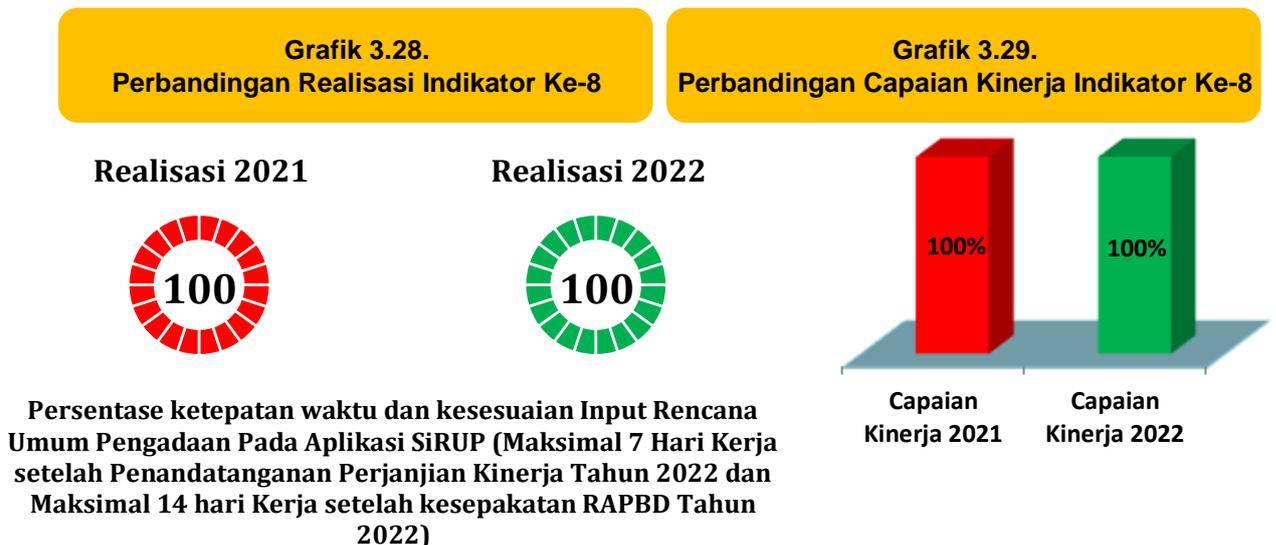 Grafik 3.28.
Perbandingan Realisasi Indikator Ke-8
Grafik 3.29.
Perbandingan Capaian Kinerja Indikator Ke-8
Realisasi 2021
Realisasi 2022
100
100
Persentase ketepatan waktu dan kesesuaian Input Rencana
Umum Pengadaan Pada Aplikasi SiRUP (Maksimal 7 Hari Kerja
setelah Penandatanganan Perjanjian Kinerja Tahun 2022 dan
Maksimal 14 hari Kerja setelah kesepakatan RAPBD Tahun
2022)
100%
100%
Capaian
Kinerja 2021
Capaian
Kinerja 2022